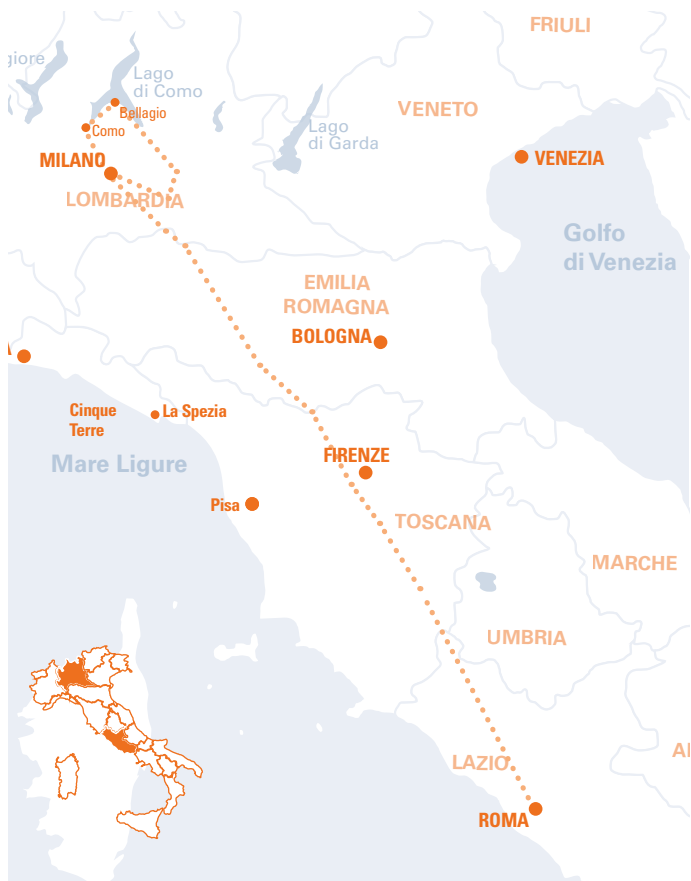 FRIULI
giore
Lago
di Como
Bellagio
VENETO
Como
Lago
di Garda
MILANO
VENEZIA
LOMBARDIA
Golfo
di Venezia
EMILIA
ROMAGNA
BOLOGNA
A
Cinque
Terre
La Spezia
Mare Ligure
FIRENZE
Pisa
TOSCANA
MARCHE
UMBRIA
LAZIO
ROMA